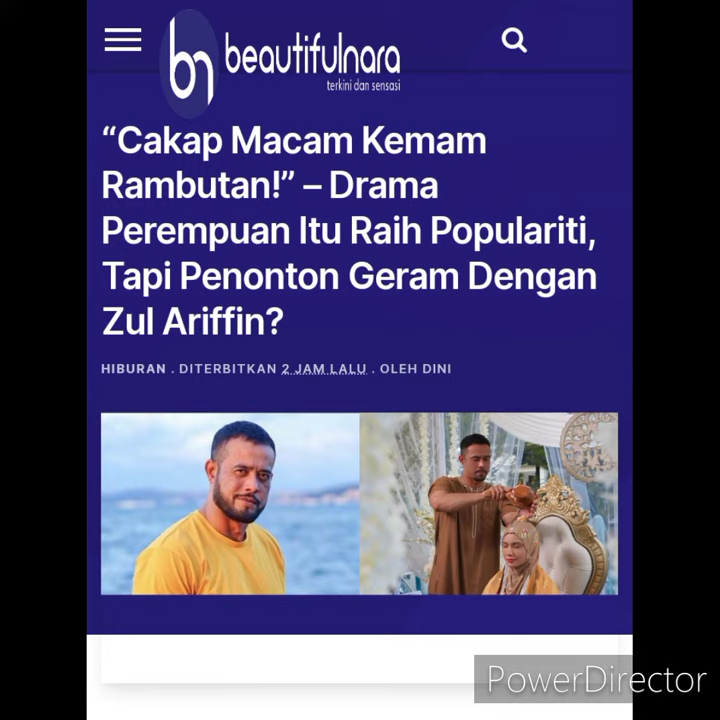 bn beautifulnara
terkini dan sensasi
“Cakap Macam Kemam
Rambutan!” – Drama
Perempuan Itu Raih Populariti,
Tapi Penonton Geram Dengan
Zul Ariffin?
HIBURAN . DITERBITKAN 2 JAM LALU . OLEH DINI
PowerDirector